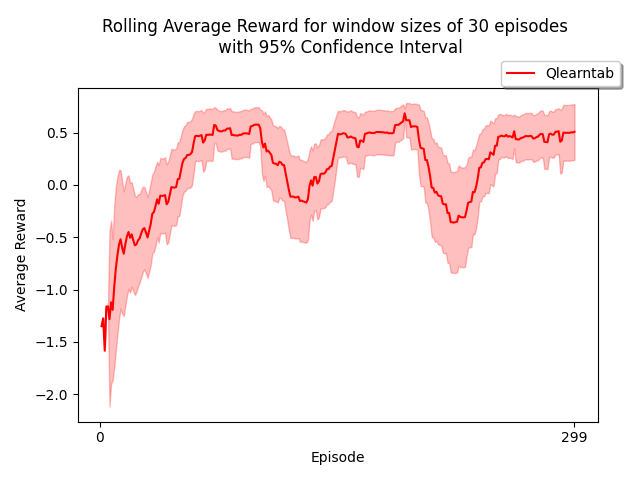 Rolling Average Reward for window sizes of 30 episodes
with 95% Confidence Interval
Qlearntab
0.5
0.0
−0.5
−1.0
−1.5
−2.0
Average Reward
0
299
Episode